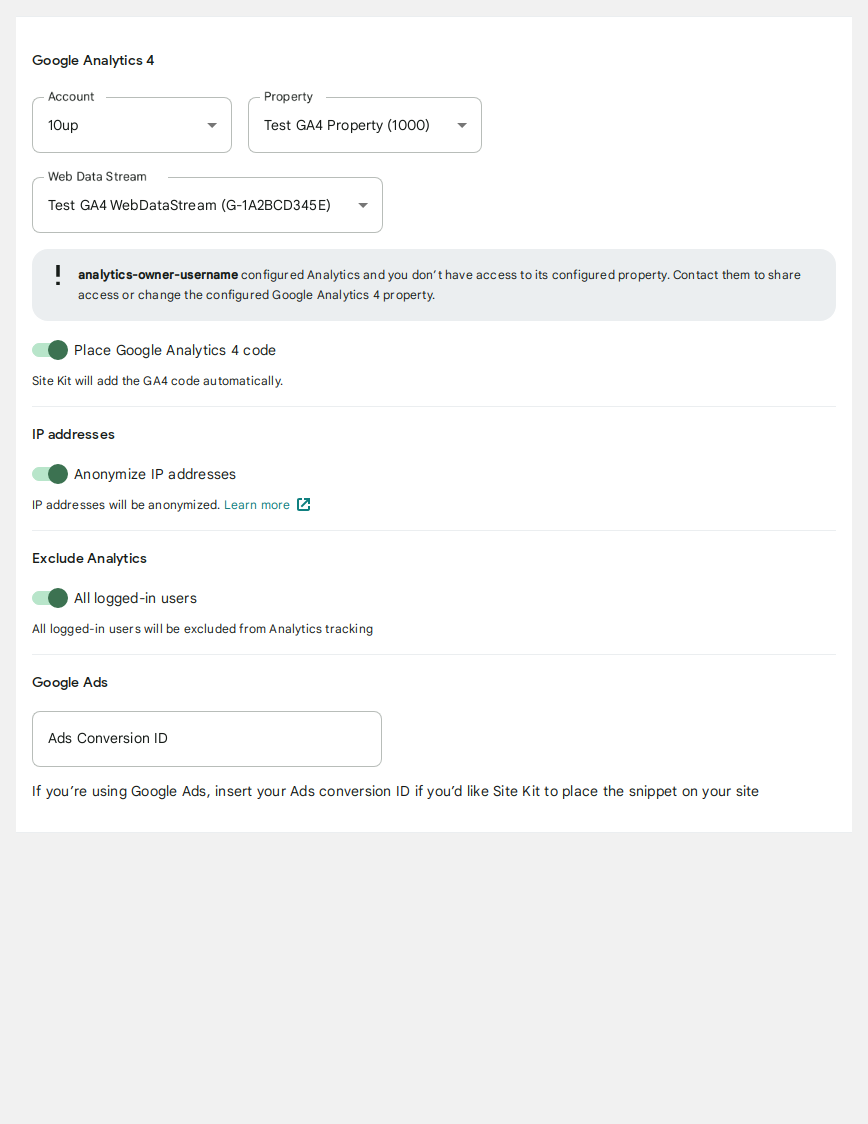 Google Analytics 4
Account
10up
Property
Test GA4 Property (1000)
Web Data Stream
Test GA4 WebDataStream (G-1A2BCD345E)
analytics-owner-username configured Analytics and you don’t have access to its configured property. Contact them to share
access or change the configured Google Analytics 4 property.
Place Google Analytics 4 code
Site Kit will add the GA4 code automatically.
IP addresses
Anonymize IP addresses
IP addresses will be anonymized. Learn more
Exclude Analytics
All logged-in users
All logged-in users will be excluded from Analytics tracking
Google Ads
Ads Conversion ID
If you’re using Google Ads, insert your Ads conversion ID if you’d like Site Kit to place the snippet on your site